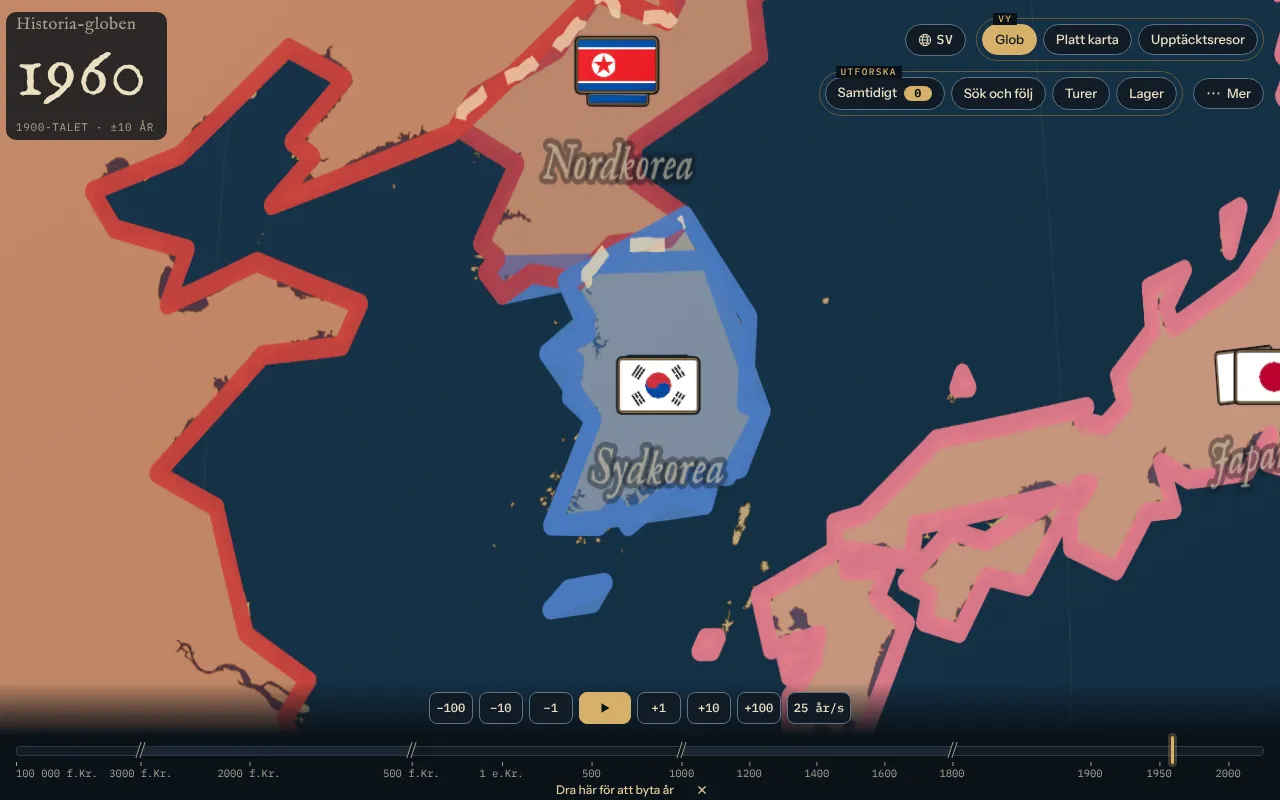 Historia-globen
1960
1900-TALET · ±10 ÅR
SV
VY
Glob
Platt karta
Upptäcktsresor
UTFORSKA
Samtidigt 0
Sök och följ
Turer
Lager
··· Mer
Nordkorea
Sydkorea
−100
−10
−1
+1
+10
+100
25 år/s
100 000 f.Kr.
3000 f.Kr.
2000 f.Kr.
500 f.Kr.
1 e.Kr.
500
1000
1200
1400
1600
1800
1900
1950
2000
Dra här för att byta år ✕